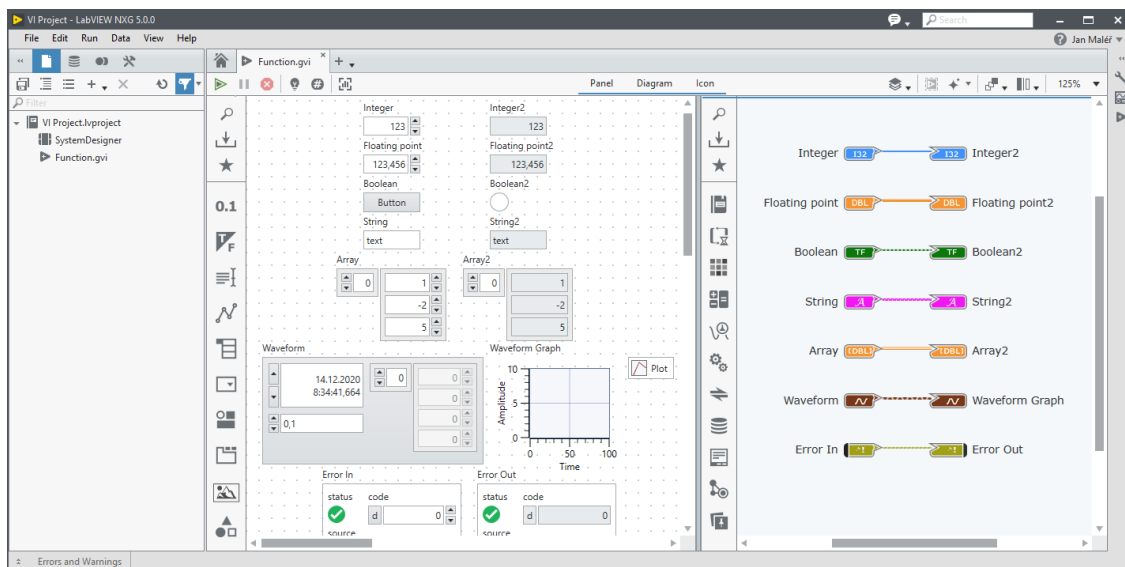 VI Project - LabVIEW NXG 5.0.0
Search
File Edit Run Data View Help
Jan Maléř
Function.gvi
Panel Diagram Icon
125%
Filter
VI Project.lvproject
SystemDesigner
Function.gvi
0.1
T F
Integer Integer2
123 123
Floating point Floating point2
123,456 123,456
Boolean Boolean2
Button
String String2
text text
Array Array2
0 1 0 1
-2 -2
5 5
Waveform Waveform Graph
14.12.2020
8:34:41,664
0 0
0
0
0
0,1
Plot
Amplitude
10
5
0
0 50 100
Time
Error In Error Out
status code status code
d 0 d 0
source source
Integer I32 I32 Integer2
Floating point DBL DBL Floating point2
Boolean TF TF Boolean2
String A A String2
Array [DBL] [DBL] Array2
Waveform Waveform Graph
Error In ?! ?! Error Out
Errors and Warnings